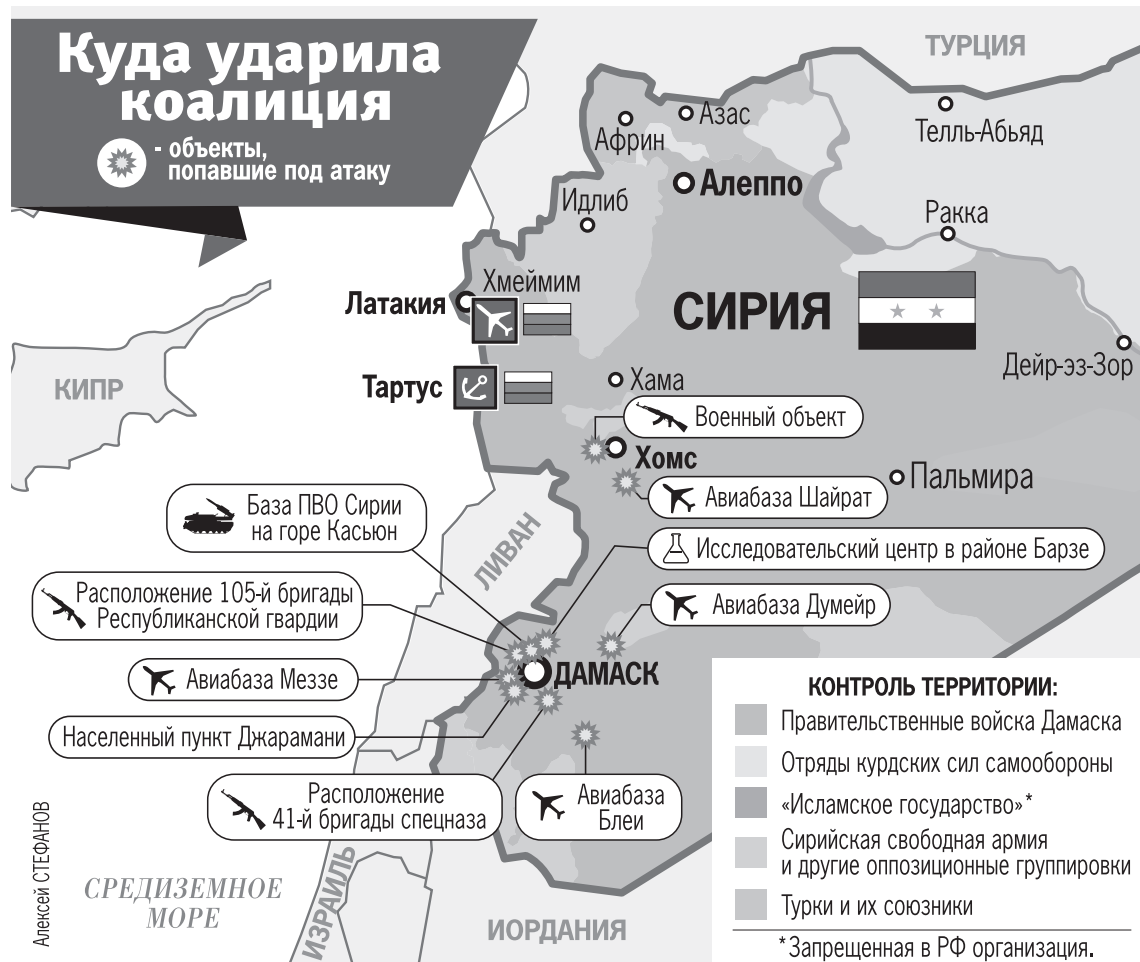 Куда ударила
коалиция
- объекты,
попавшие под атаку
ТУРЦИЯ
Азас
Африн
Телль-Абьяд
Алеппо
Идлиб
Ракка
Хмеймим
Латакия
СИРИЯ
Дейр-эз-Зор
КИПР
Тартус
Хама
Военный объект
Хомс
Пальмира
Авиабаза Шайрат
База ПВО Сирии
на горе Касьюн
ЛИВАН
Исследовательский центр в районе Барзе
Расположение 105-й бригады
Республиканской гвардии
Авиабаза Думейр
Авиабаза Меззе
ДАМАСК
Населенный пункт Джарамани
Расположение
41-й бригады спецназа
Авиабаза
Блеи
КОНТРОЛЬ ТЕРРИТОРИИ:
Правительственные войска Дамаска
Отряды курдских сил самообороны
«Исламское государство»*
Сирийская свободная армия
и другие оппозиционные группировки
Турки и их союзники
*Запрещенная в РФ организация.
Алексей СТЕФАНОВ
СРЕДИЗЕМНОЕ
МОРЕ
ИЗРАИЛЬ
ИОРДАНИЯ